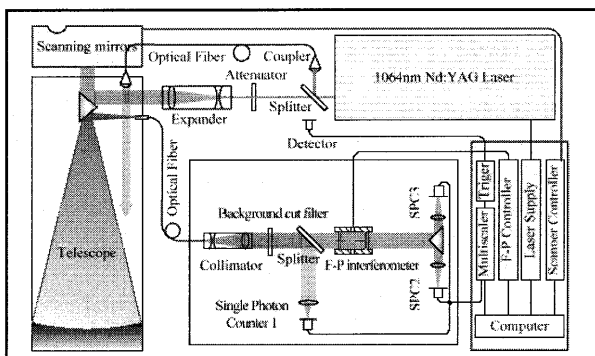 Scanning mirrors
Optical Fiber
Coupler
Attenuator
1064nm Nd:YAG Laser
Expander
Splitter
Detector
Optical Fiber
Telescope
Background cut filter
Collimator
Splitter
F-P interferometer
Single Photon
Counter 1
SPC3
SPC2
Triger
Multiscaler
F-P Controller
Laser Supply
Scanner Controller
Computer